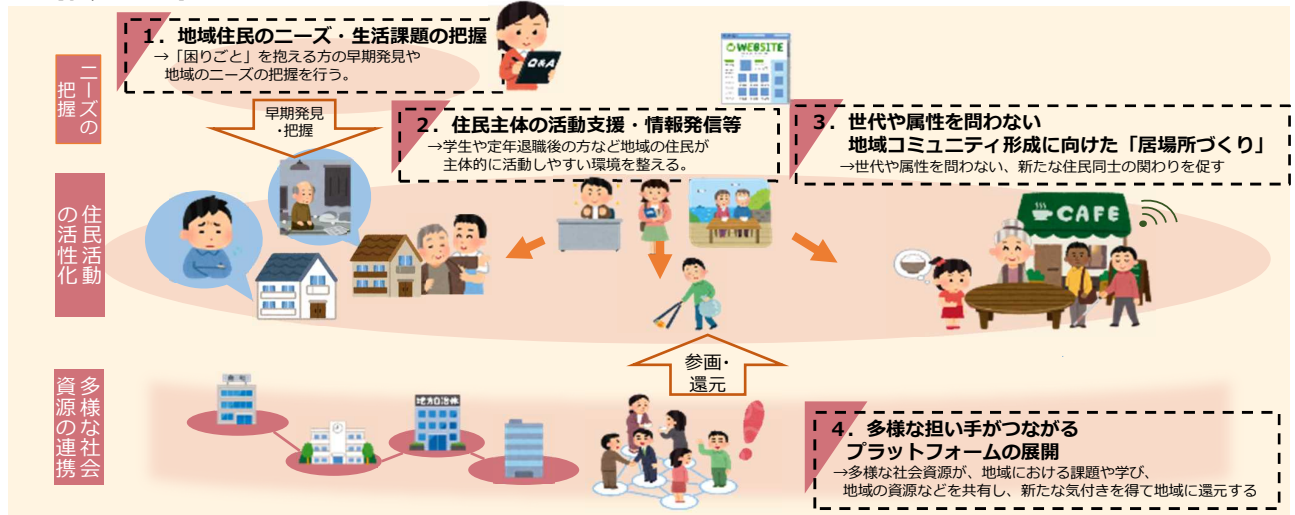 1．地域住民のニーズ・生活課題の把握
→「困りごと」を抱える方の早期発見や
地域のニーズの把握を行う。
Q&A
WEBSITE
ニーズの
把握
早期発見
・把握
2．住民主体の活動支援・情報発信等
→学生や定年退職後の方など地域の住民が
主体的に活動しやすい環境を整える。
3．世代や属性を問わない
地域コミュニティ形成に向けた「居場所づくり」
→世代や属性を問わない、新たな住民同士の関わりを促す
住民活動
の活性化
CAFE
参画・
還元
多様な社会
資源の連携
地方自治体
4．多様な担い手がつながる
プラットフォームの展開
→多様な社会資源が、地域における課題や学び、
地域の資源などを共有し、新たな気付きを得て地域に還元する